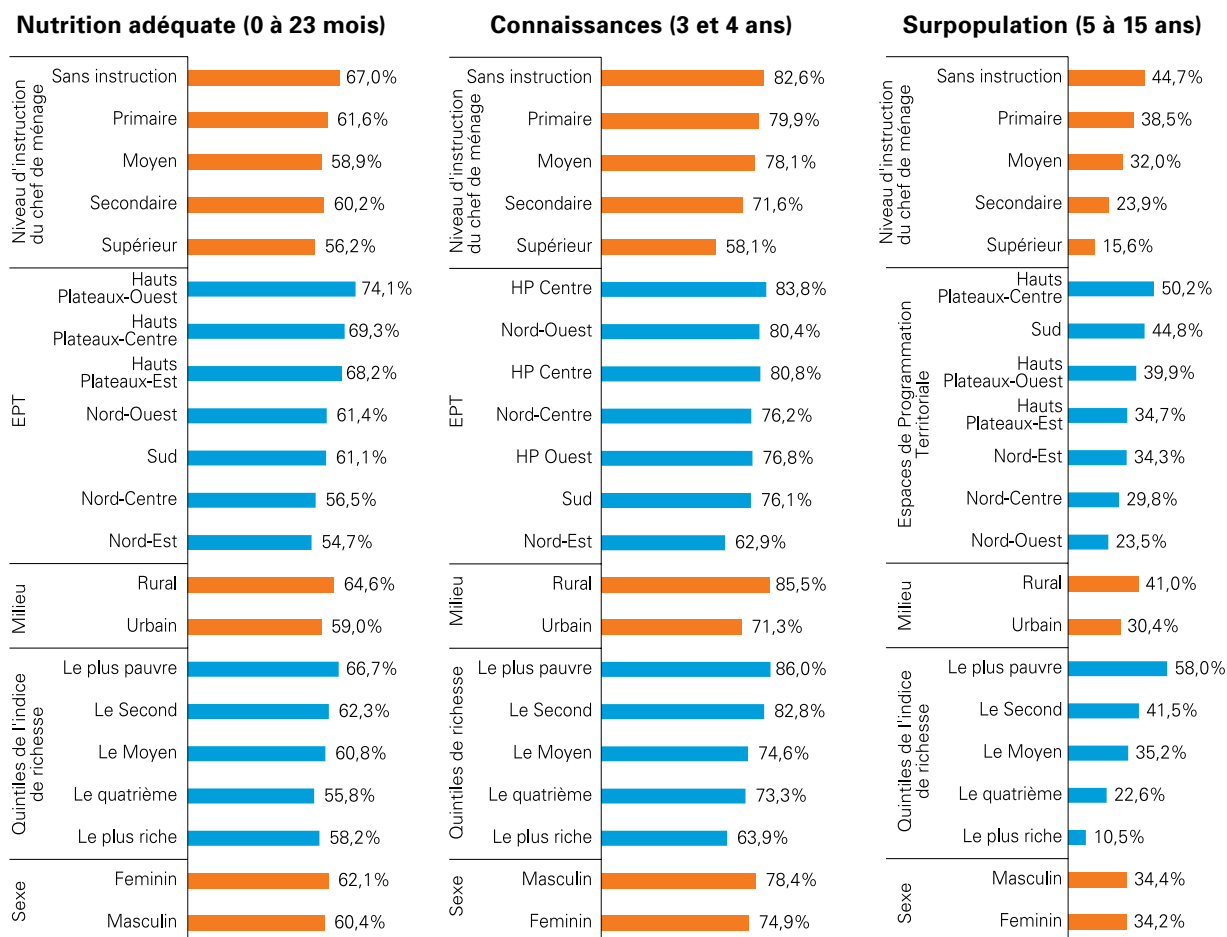 Nutrition adéquate (0 à 23 mois)
Niveau d'instruction
du chef de ménage
Sans instruction 67,0%
Primaire 61,6%
Moyen 58,9%
Secondaire 60,2%
Supérieur 56,2%
EPT
Hauts
Plateaux-Ouest 74,1%
Hauts
Plateaux-Centre 69,3%
Hauts
Plateaux-Est 68,2%
Nord-Ouest 61,4%
Sud 61,1%
Nord-Centre 56,5%
Nord-Est 54,7%
Milieu
Rural 64,6%
Urbain 59,0%
Quintiles de l'indice
de richesse
Le plus pauvre 66,7%
Le Second 62,3%
Le Moyen 60,8%
Le quatrième 55,8%
Le plus riche 58,2%
Sexe
Feminin 62,1%
Masculin 60,4%
Connaissances (3 et 4 ans)
Niveau d'instruction
du chef de ménage
Sans instruction 82,6%
Primaire 79,9%
Moyen 78,1%
Secondaire 71,6%
Supérieur 58,1%
EPT
HP Centre 83,8%
Nord-Ouest 80,4%
HP Centre 80,8%
Nord-Centre 76,2%
HP Ouest 76,8%
Sud 76,1%
Nord-Est 62,9%
Milieu
Rural 85,5%
Urbain 71,3%
Quintiles de richesse
Le plus pauvre 86,0%
Le Second 82,8%
Le Moyen 74,6%
Le quatrième 73,3%
Le plus riche 63,9%
Sexe
Masculin 78,4%
Feminin 74,9%
Surpopulation (5 à 15 ans)
Niveau d'instruction
du chef de ménage
Sans instruction 44,7%
Primaire 38,5%
Moyen 32,0%
Secondaire 23,9%
Supérieur 15,6%
Espaces de Programmation
Territoriale
Hauts
Plateaux-Centre 50,2%
Sud 44,8%
Hauts
Plateaux-Ouest 39,9%
Hauts
Plateaux-Est 34,7%
Nord-Est 34,3%
Nord-Centre 29,8%
Nord-Ouest 23,5%
Milieu
Rural 41,0%
Urbain 30,4%
Quintiles de l'indice
de richesse
Le plus pauvre 58,0%
Le Second 41,5%
Le Moyen 35,2%
Le quatrième 22,6%
Le plus riche 10,5%
Sexe
Masculin 34,4%
Feminin 34,2%